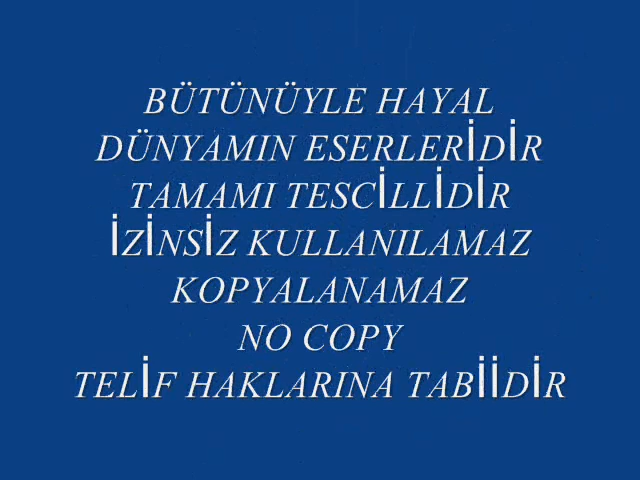 BÜTÜNÜYLE HAYAL
DÜNYAMIN ESERLERİDİR
TAMAMI TESCİLLİDİR
İZİNSİZ KULLANILAMAZ
KOPYALANAMAZ
NO COPY
TELİF HAKLARINA TABİİDİR